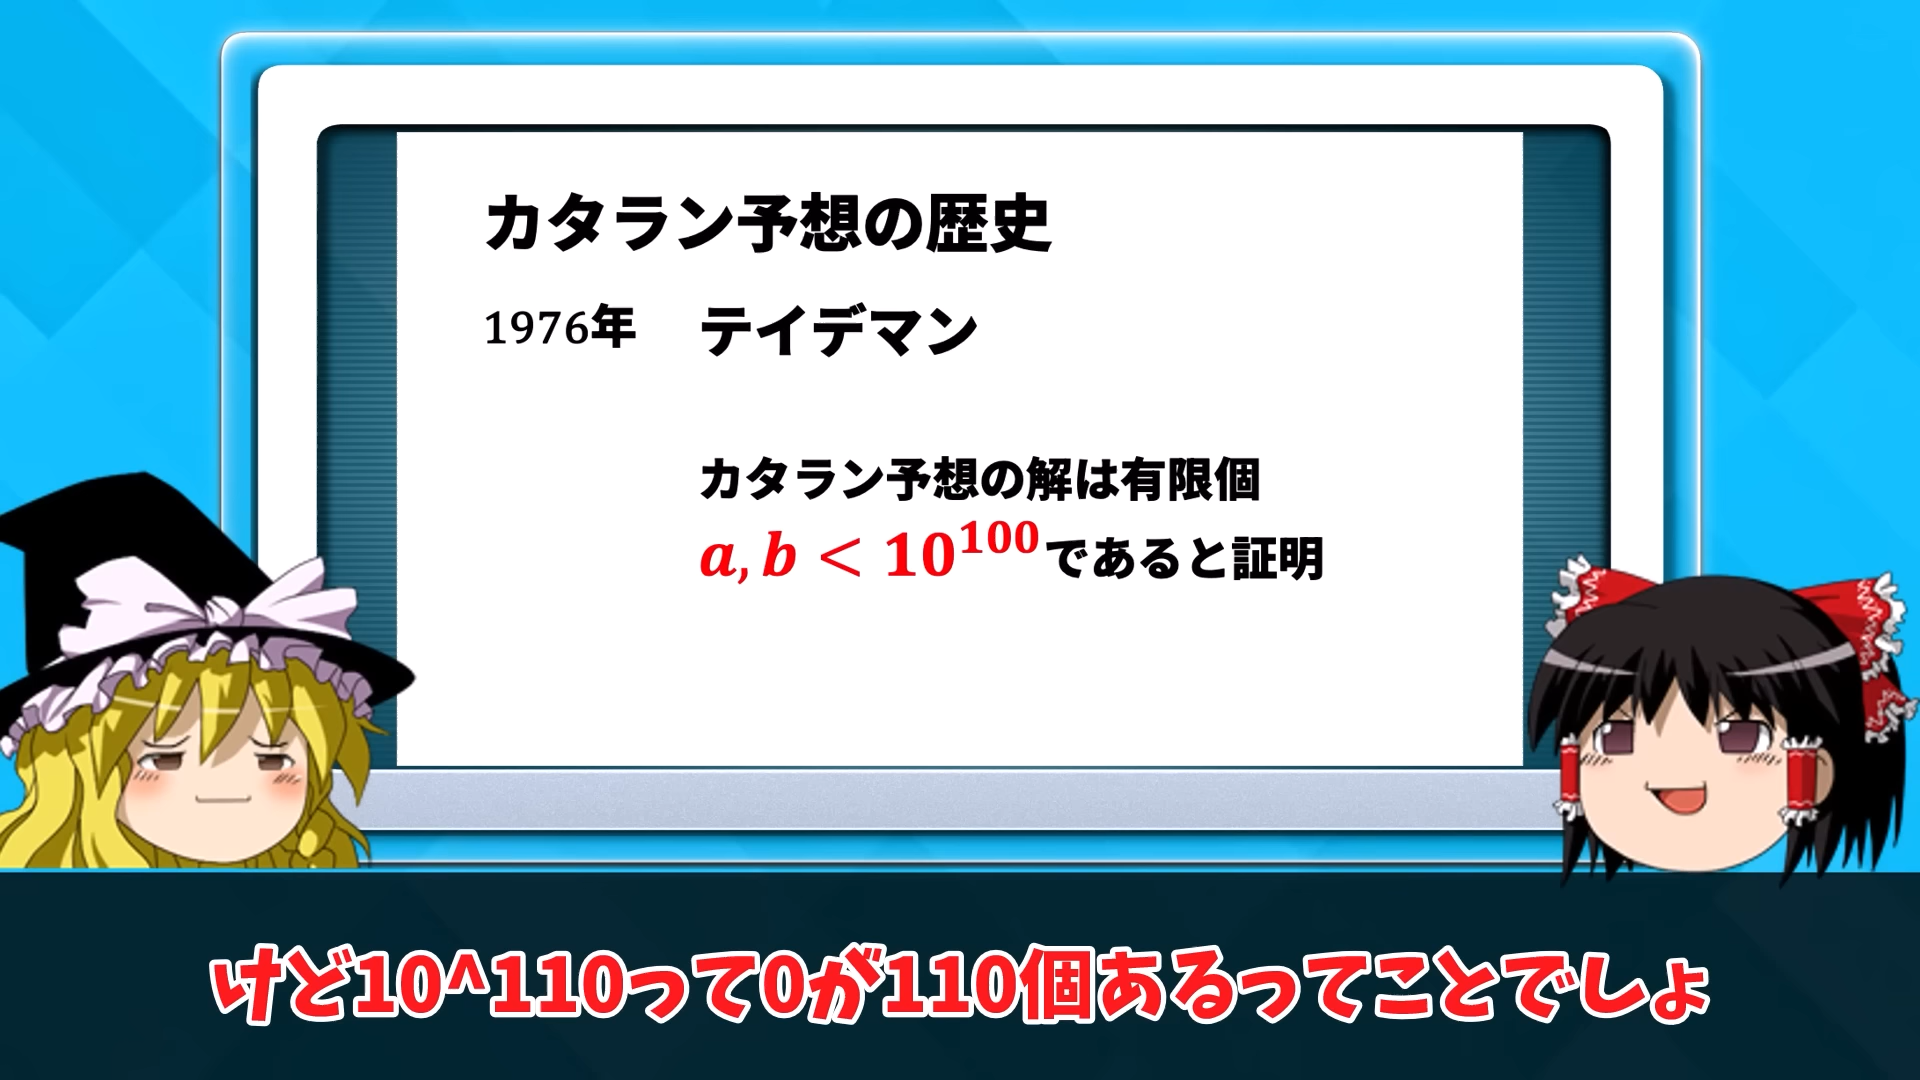 カタラン予想の歴史
1976年 テイデマン
カタラン予想の解は有限個
a, b < 10^100であると証明
けど10^110って0が110個あるってことでしょ